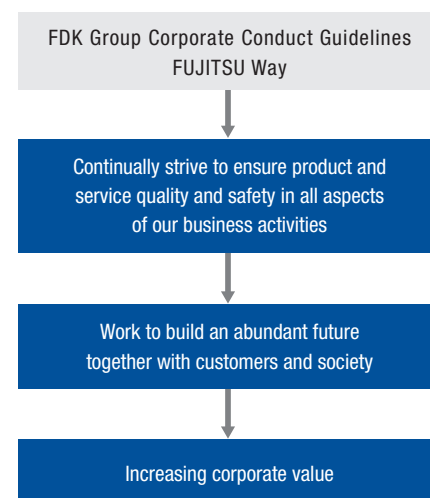 FDK Group Corporate Conduct Guidelines
FUJITSU Way
Continually strive to ensure product and
service quality and safety in all aspects
of our business activities
Work to build an abundant future
together with customers and society
Increasing corporate value